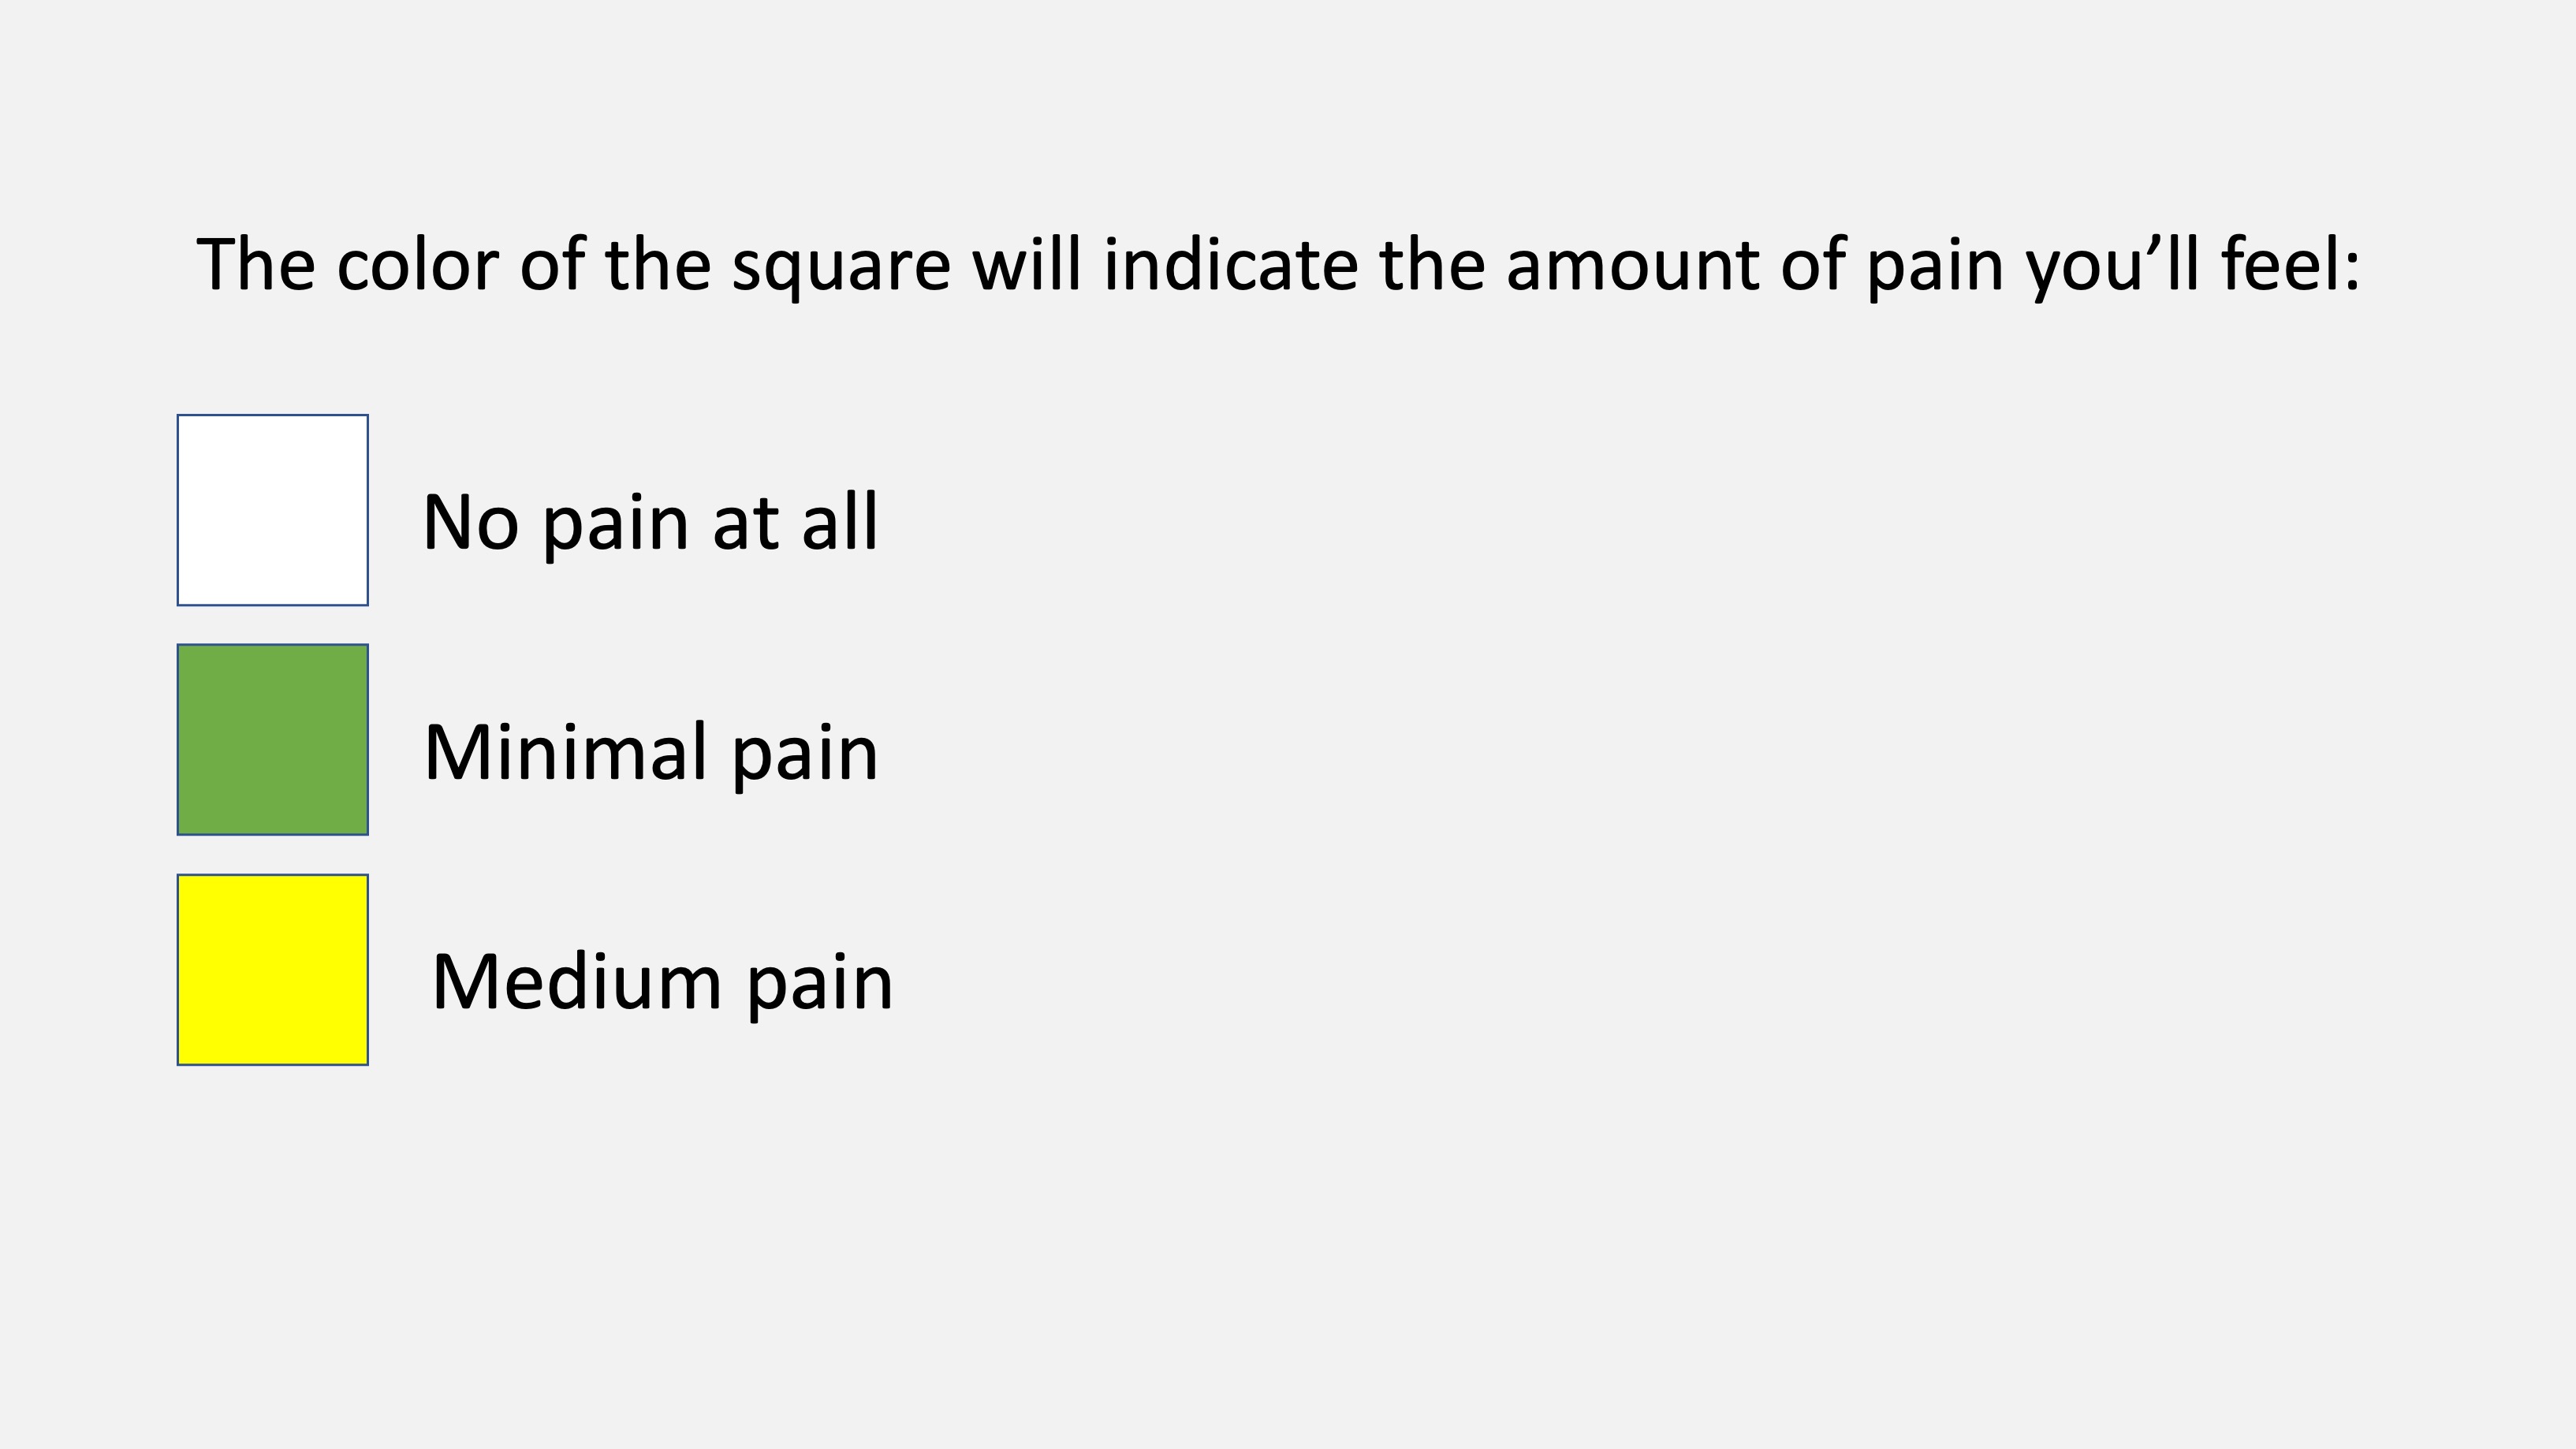 The color of the square will indicate the amount of pain you’ll feel:
No pain at all
Minimal pain
Medium pain